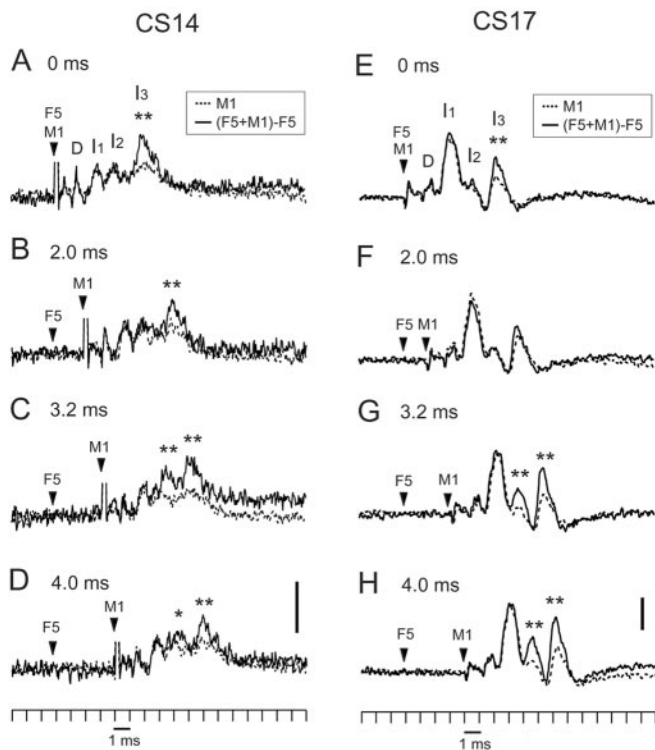 CS14
CS17
A 0 ms
F5
M1
D I1 I2 I3
**
M1
(F5+M1)-F5
B 2.0 ms
F5 M1
**
C 3.2 ms
F5 M1
** **
D 4.0 ms
F5 M1
* **
1 ms
E 0 ms
F5
M1
D I1 I2 I3
**
M1
(F5+M1)-F5
F 2.0 ms
F5 M1
G 3.2 ms
F5 M1
** **
H 4.0 ms
F5 M1
** **
1 ms